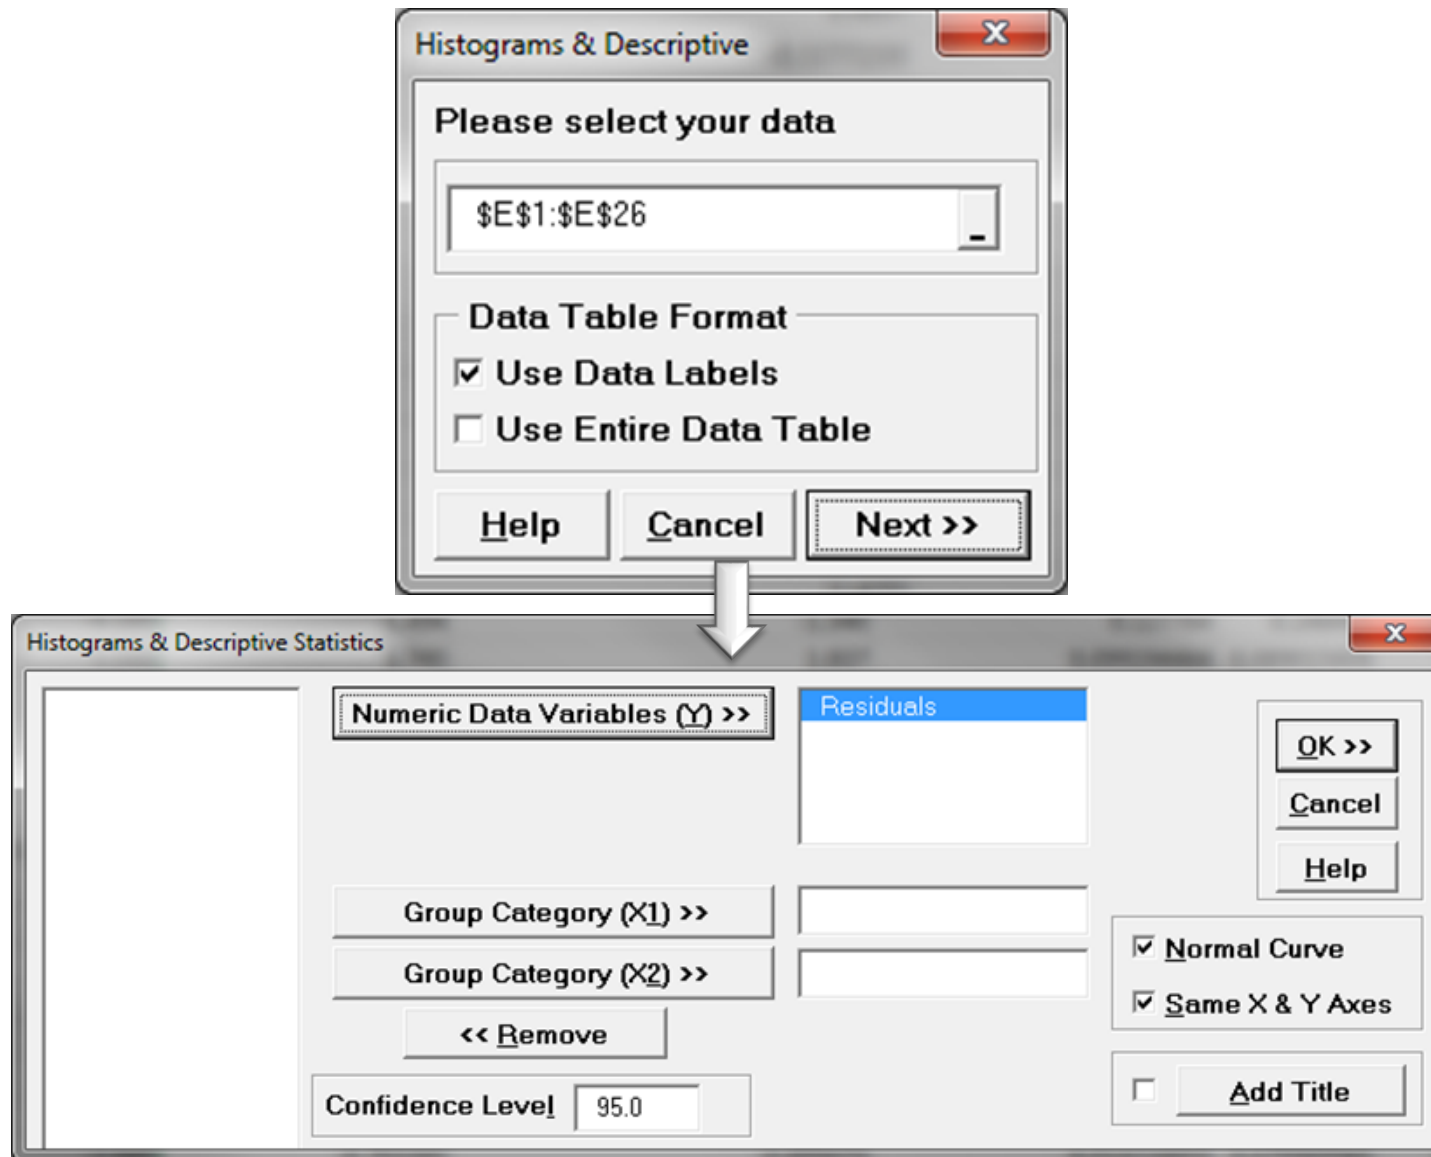 Histograms & Descriptive
Please select your data
$E$1:$E$26
Data Table Format
Use Data Labels
Use Entire Data Table
Help Cancel Next >>
Histograms & Descriptive Statistics
Numeric Data Variables (Y) >>
Residuals
OK >>
Cancel
Help
Group Category (X1) >>
Group Category (X2) >>
<< Remove
Normal Curve
Same X & Y Axes
Confidence Level 95.0
Add Title